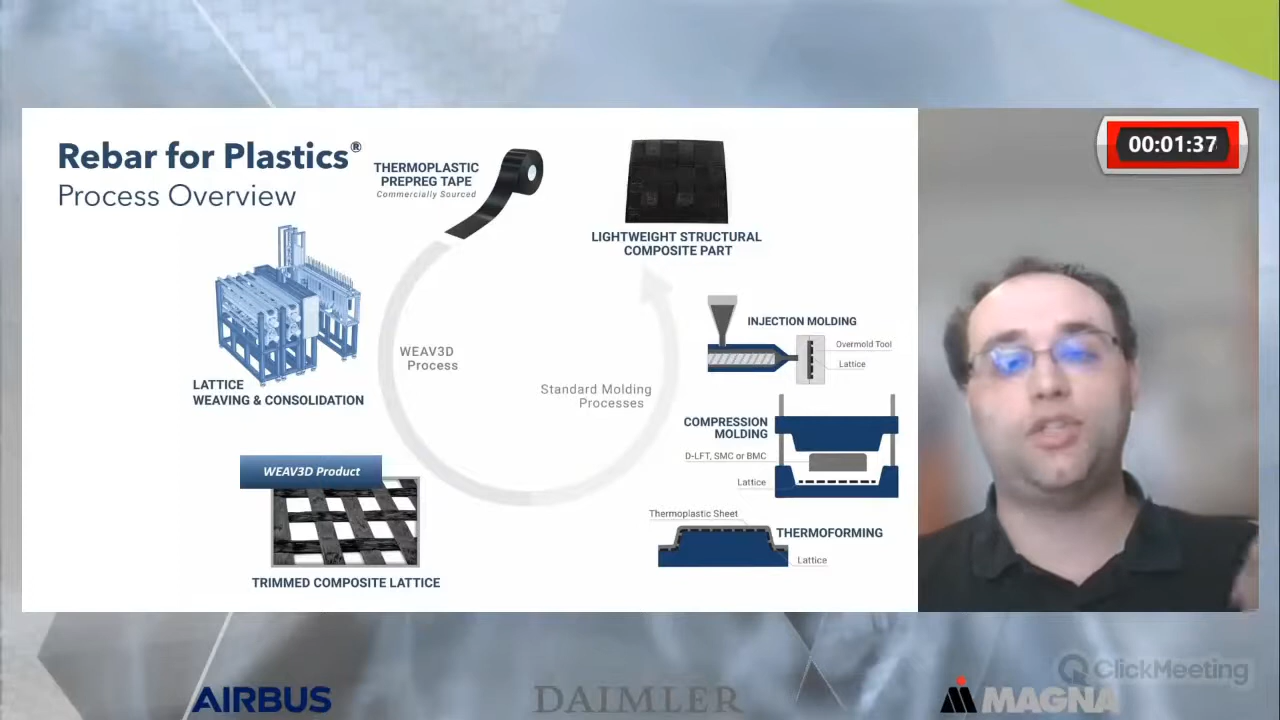 Rebar for Plastics®
Process Overview
THERMOPLASTIC
PREPREG TAPE
Commercially Sourced
LATTICE
WEAVING & CONSOLIDATION
WEAV3D
Process
WEAV3D Product
TRIMMED COMPOSITE LATTICE
LIGHTWEIGHT STRUCTURAL
COMPOSITE PART
Standard Molding
Processes
INJECTION MOLDING
Overmold Tool
Lattice
COMPRESSION
MOLDING
D-LFT, SMC or BMC
Lattice
Thermoplastic Sheet
THERMOFORMING
Lattice
00:01:37
ClickMeeting
AIRBUS
DAIMLER
MAGNA